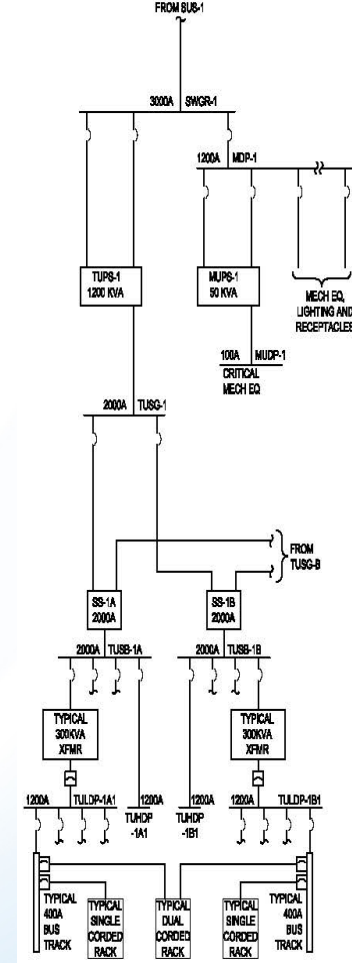 FROM SUS-1
3000A SWGR-1
1200A MDP-1
TUPS-1
1200 KVA
MUPS-1
50 KVA
MECH EQ,
LIGHTING AND
RECEPTACLES
100A MUDP-1
CRITICAL
MECH EQ
2000A TUSG-1
FROM
TUSG-B
SS-1A
2000A
SS-1B
2000A
2000A TUSB-1A
2000A TUSB-1B
TYPICAL
300KVA
XFMR
TYPICAL
300KVA
XFMR
1200A TULDP-1A1
1200A
TUHDP
-1A1
1200A
TUHDP
-1B1
1200A TULDP-1B1
TYPICAL
400A
BUS
TRACK
TYPICAL
SINGLE
CORDED
RACK
TYPICAL
DUAL
CORDED
RACK
TYPICAL
SINGLE
CORDED
RACK
TYPICAL
400A
BUS
TRACK